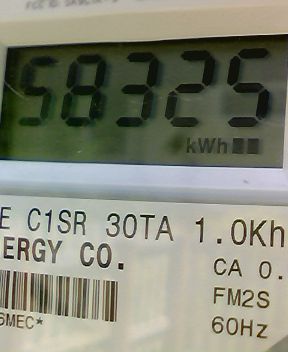 58325
kWh
E C1SR 30TA 1.0Kh
ERGY CO.
CA 0.
FM2S
6MEC*
60HZ